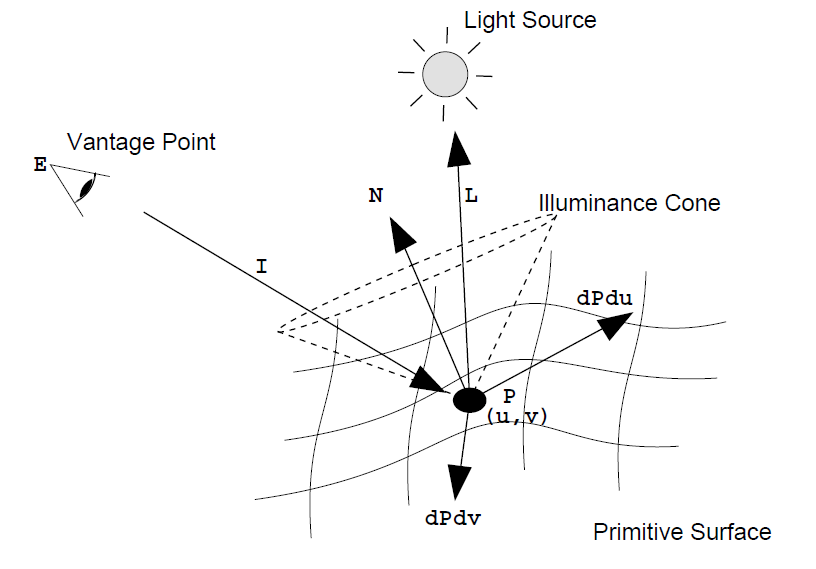 Light Source
Vantage Point
E
N
L
Illuminance Cone
I
dPdu
P
(u,v)
dPdv
Primitive Surface